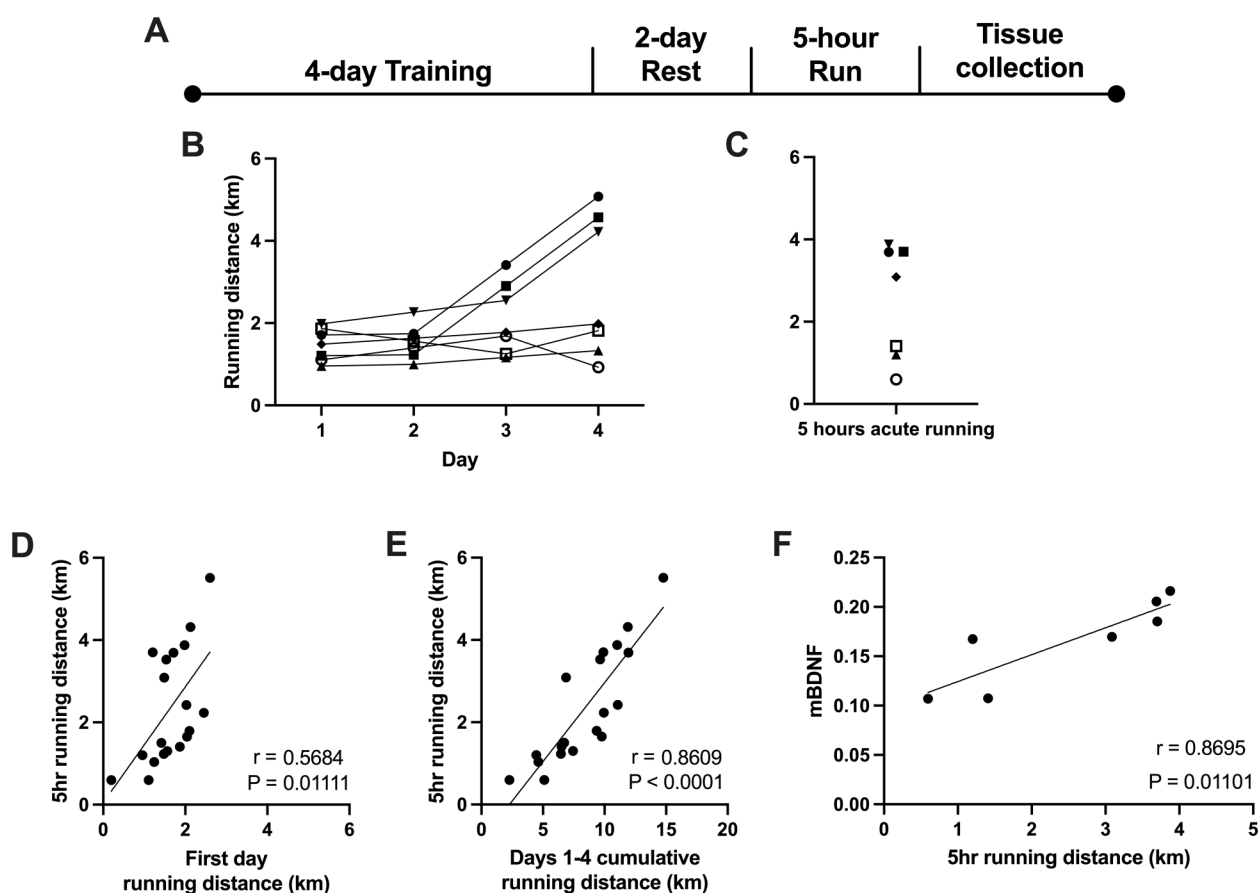 A
4-day Training
2-day
Rest
5-hour
Run
Tissue
collection
B
Running distance (km)
6
4
2
0
1 2 3 4
Day
C
6
4
2
0
5 hours acute running
D
5hr running distance (km)
6
4
2
0
r = 0.5684
P = 0.01111
0 2 4 6
First day
running distance (km)
E
5hr running distance (km)
6
4
2
0
r = 0.8609
P < 0.0001
0 5 10 15 20
Days 1-4 cumulative
running distance (km)
F
mBDNF
0.25
0.20
0.15
0.10
0.05
0.00
r = 0.8695
P = 0.01101
0 1 2 3 4 5
5hr running distance (km)